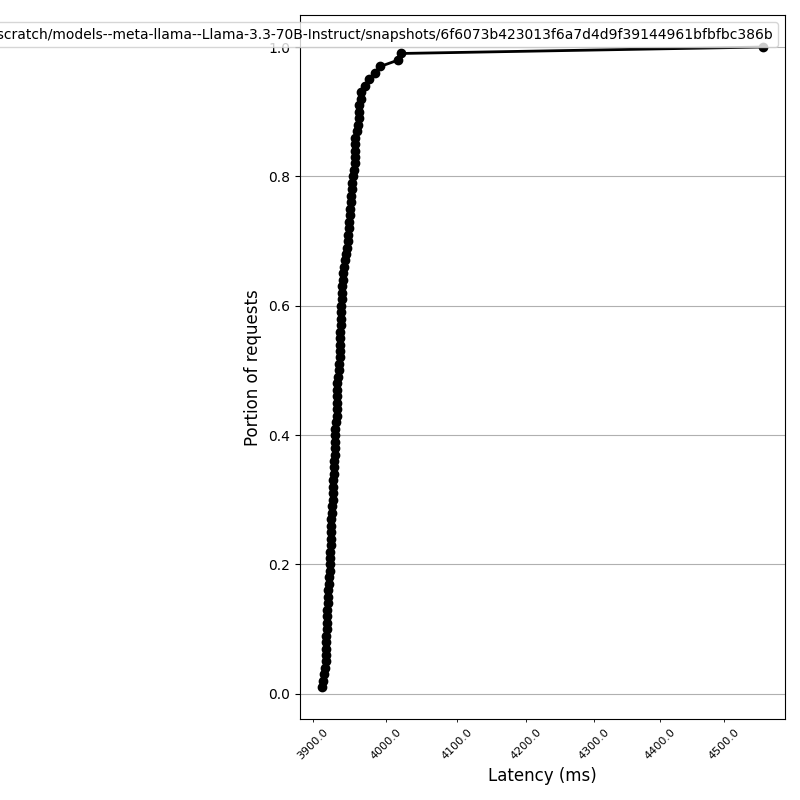 scratch/models--meta-llama--Llama-3.3-70B-Instruct/snapshots/6f6073b423013f6a7d4d9f39144961bfbfbc386b
1.0
0.8
0.6
0.4
0.2
0.0
Portion of requests
3900.0 4000.0 4100.0 4200.0 4300.0 4400.0 4500.0
Latency (ms)